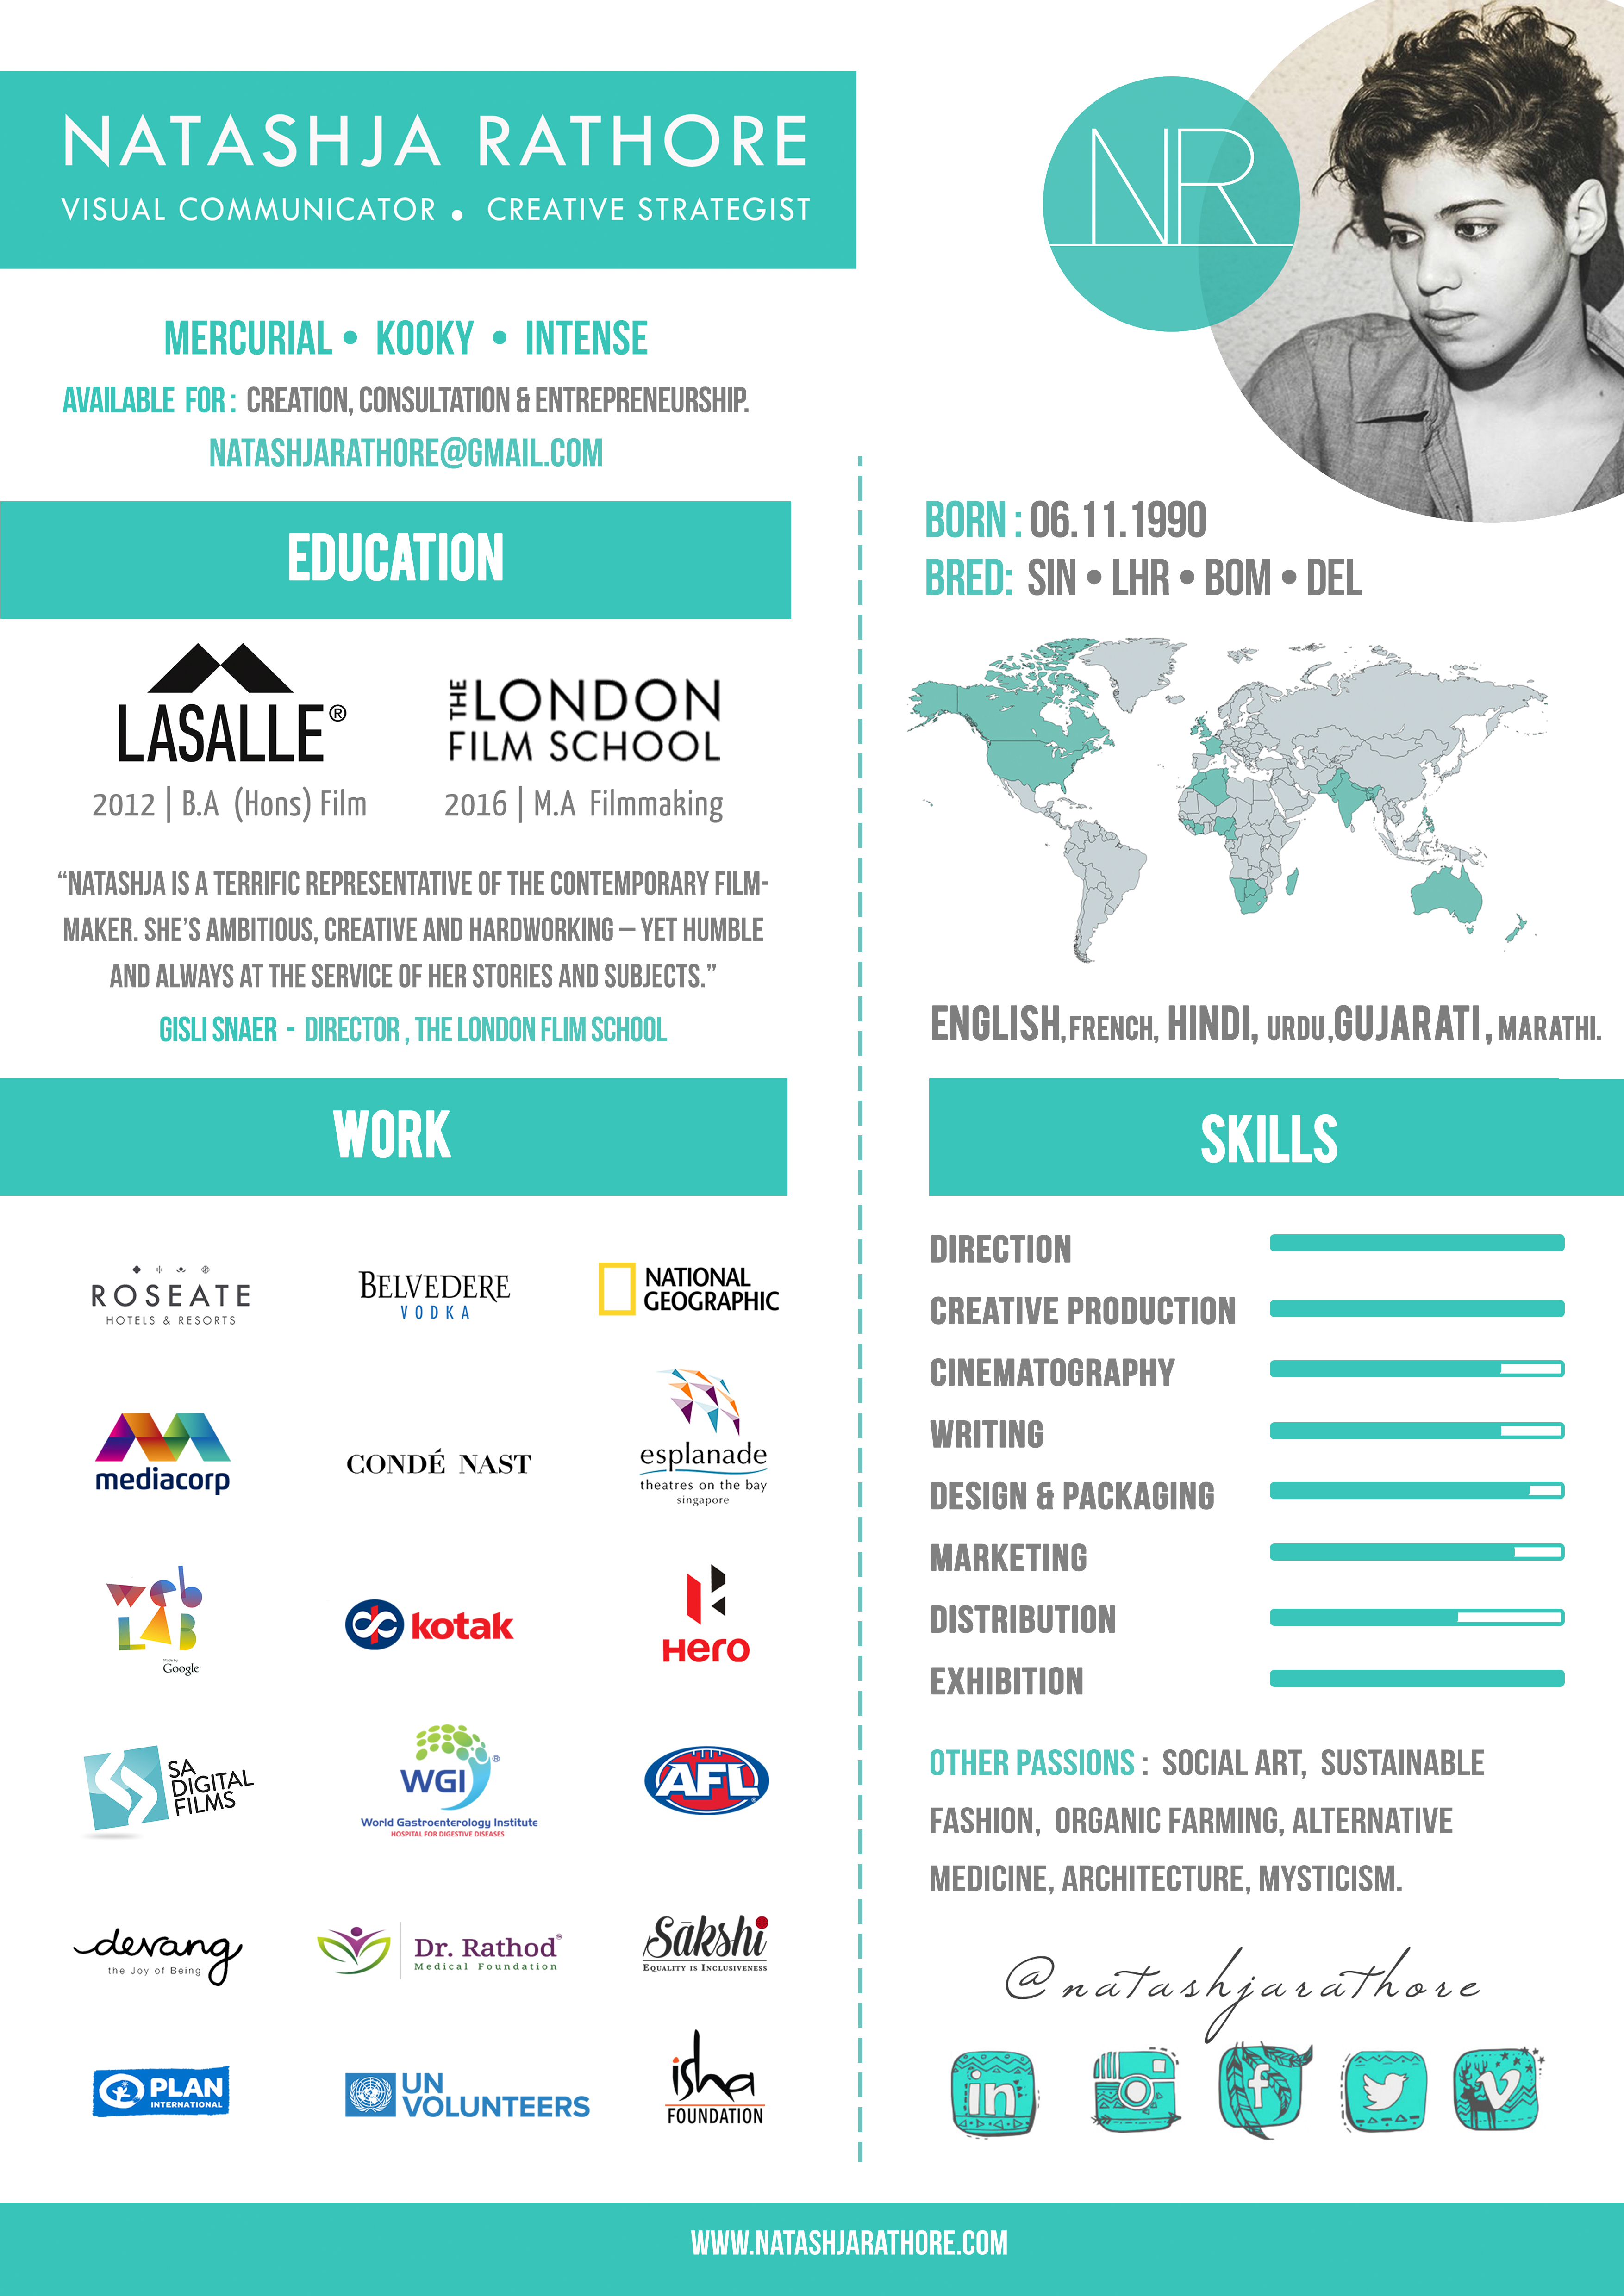 NATASHJA RATHORE
VISUAL COMMUNICATOR • CREATIVE STRATEGIST
NR
MERCURIAL • KOOKY • INTENSE
AVAILABLE FOR : CREATION, CONSULTATION & ENTREPRENEURSHIP.
NATASHJARATHORE@GMAIL.COM
EDUCATION
LASALLE®
2012 | B.A (Hons) Film
THE LONDON
FILM SCHOOL
2016 | M.A Filmmaking
“NATASHJA IS A TERRIFIC REPRESENTATIVE OF THE CONTEMPORARY FILM-
MAKER. SHE’S AMBITIOUS, CREATIVE AND HARDWORKING – YET HUMBLE
AND ALWAYS AT THE SERVICE OF HER STORIES AND SUBJECTS.”
GISLI SNAER - DIRECTOR , THE LONDON FLIM SCHOOL
WORK
ROSEATE
HOTELS & RESORTS
BELVEDERE
VODKA
NATIONAL
GEOGRAPHIC
mediacorp
CONDÉ NAST
esplanade
theatres on the bay
singapore
web
LAB
Made by
Google
kotak
Hero
SA
DIGITAL
FILMS
WGI®
World Gastroenterology Institute
HOSPITAL FOR DIGESTIVE DISEASES
AFL
devang
the Joy of Being
Dr. Rathod™
Medical Foundation
Sākshi
EQUALITY IS INCLUSIVENESS
PLAN
INTERNATIONAL
UN
VOLUNTEERS
isha
FOUNDATION
BORN : 06.11.1990
BRED: SIN • LHR • BOM • DEL
ENGLISH, FRENCH, HINDI, URDU, GUJARATI, MARATHI.
SKILLS
DIRECTION
CREATIVE PRODUCTION
CINEMATOGRAPHY
WRITING
DESIGN & PACKAGING
MARKETING
DISTRIBUTION
EXHIBITION
OTHER PASSIONS : SOCIAL ART, SUSTAINABLE
FASHION, ORGANIC FARMING, ALTERNATIVE
MEDICINE, ARCHITECTURE, MYSTICISM.
@natashjarathore
in
f
V
WWW.NATASHJARATHORE.COM